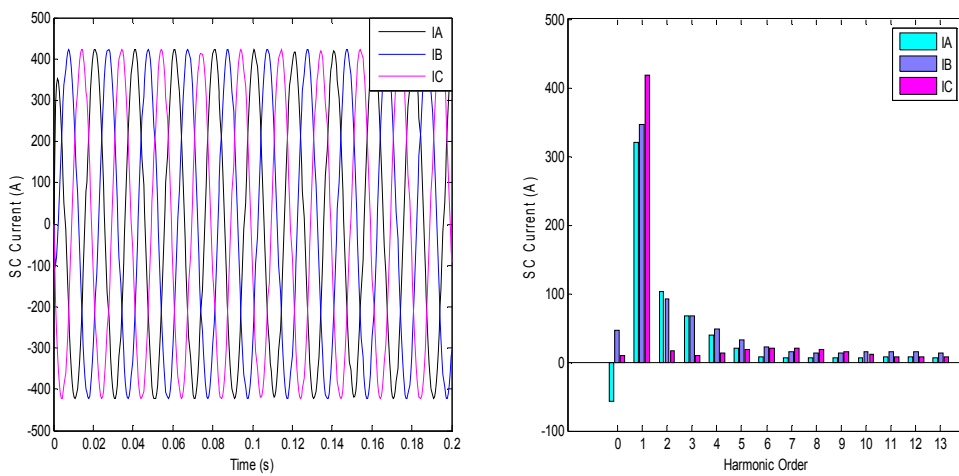 500
400
300
200
100
0
-100
-200
-300
-400
-500
SC Current (A)
0 0.02 0.04 0.06 0.08 0.1 0.12 0.14 0.16 0.18 0.2
Time (s)
IA
IB
IC
500
400
300
200
100
0
-100
SC Current (A)
0 1 2 3 4 5 6 7 8 9 10 11 12 13
Harmonic Order
IA
IB
IC